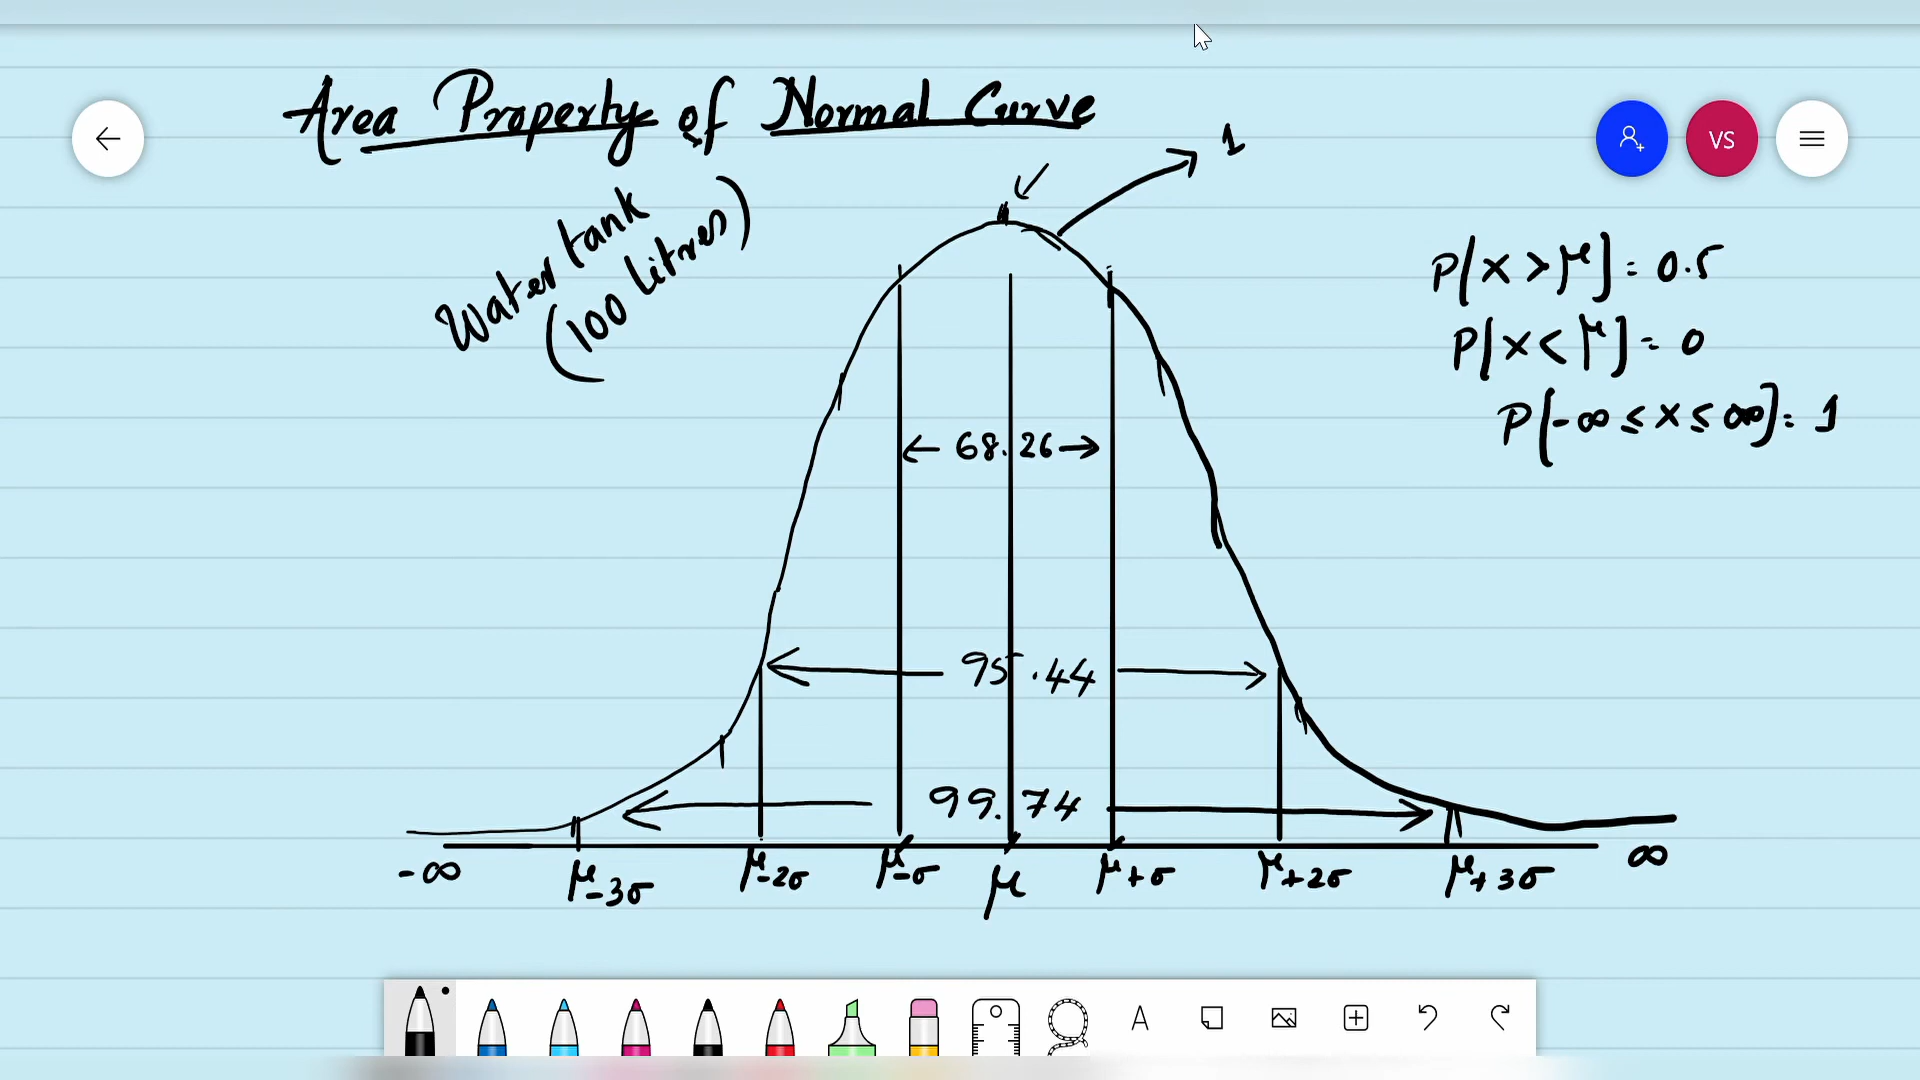 Area Property of Normal Curve
1
VS
Water tank
(100 litres)
P[X > μ] = 0.5
P[X < μ] = 0
P[-∞ ≤ X ≤ ∞] = 1
68.26
95.44
99.74
-∞ μ-3σ μ-2σ μ-σ μ μ+σ μ+2σ μ+3σ ∞
A